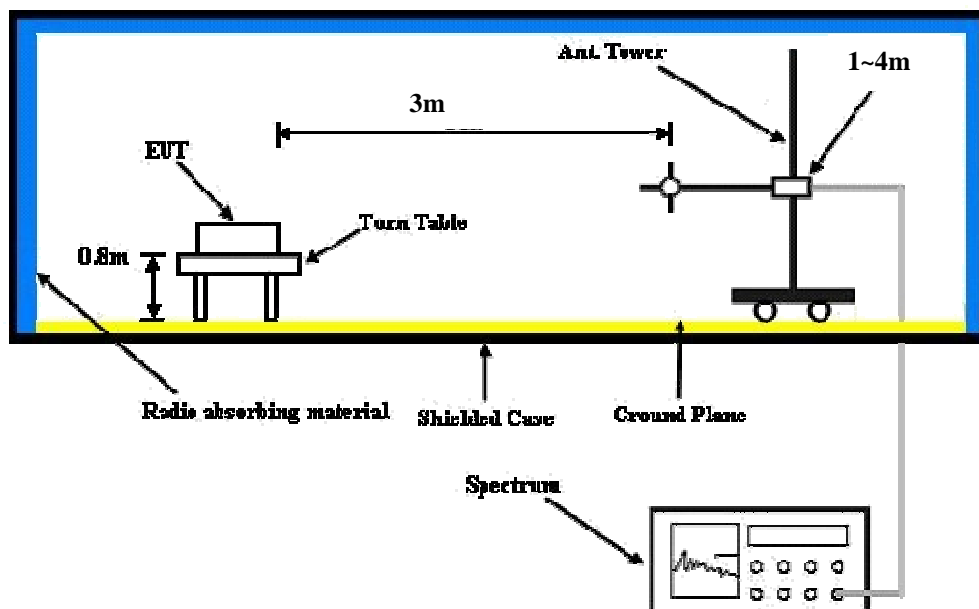 Ant. Tower
1~4m
3m
EUT
Turn Table
0.8m
Radio absorbing material
Shielded Case
Ground Plane
Spectrum